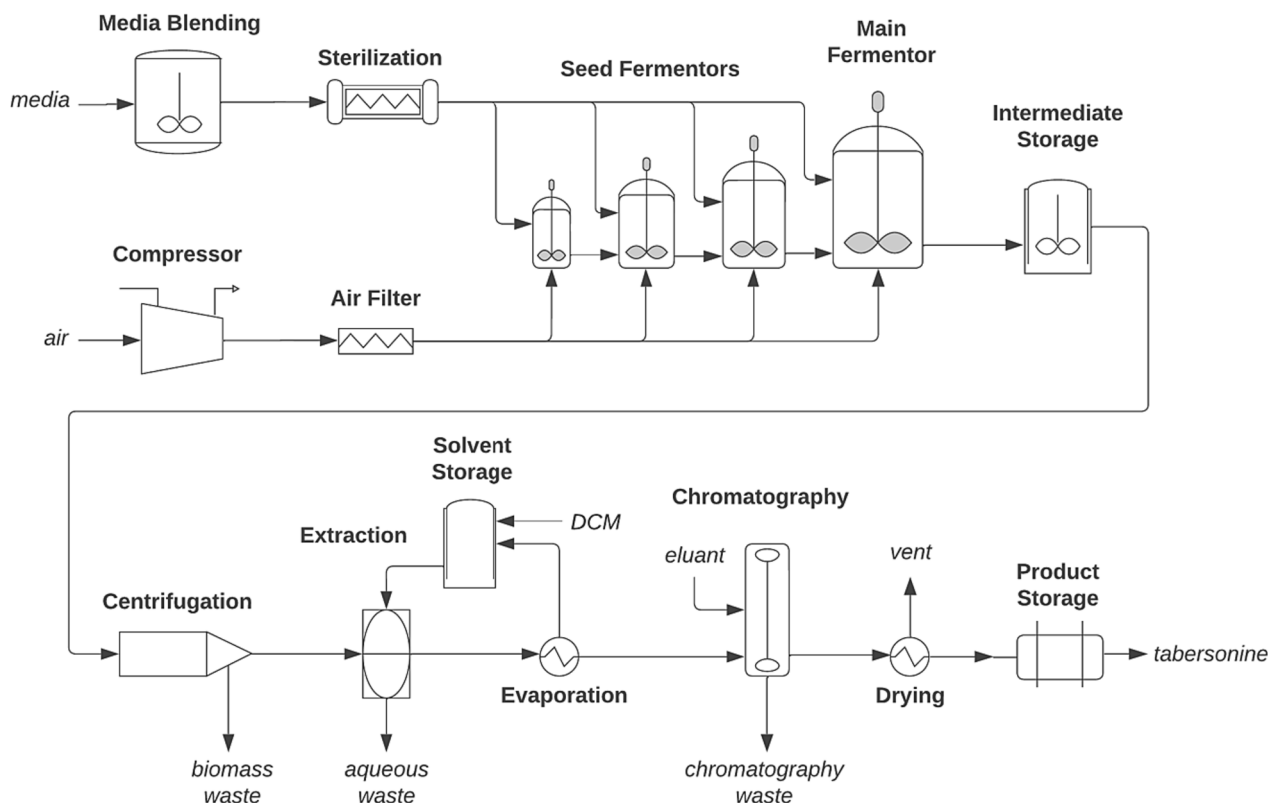 Media Blending
Main
Fermentor
Sterilization
Seed Fermentors
media
Intermediate
Storage
Compressor
Air Filter
air
Solvent
Storage
Chromatography
DCM
Extraction
eluant
vent
Product
Storage
Centrifugation
tabersonine
Evaporation
Drying
biomass
waste
aqueous
waste
chromatography
waste